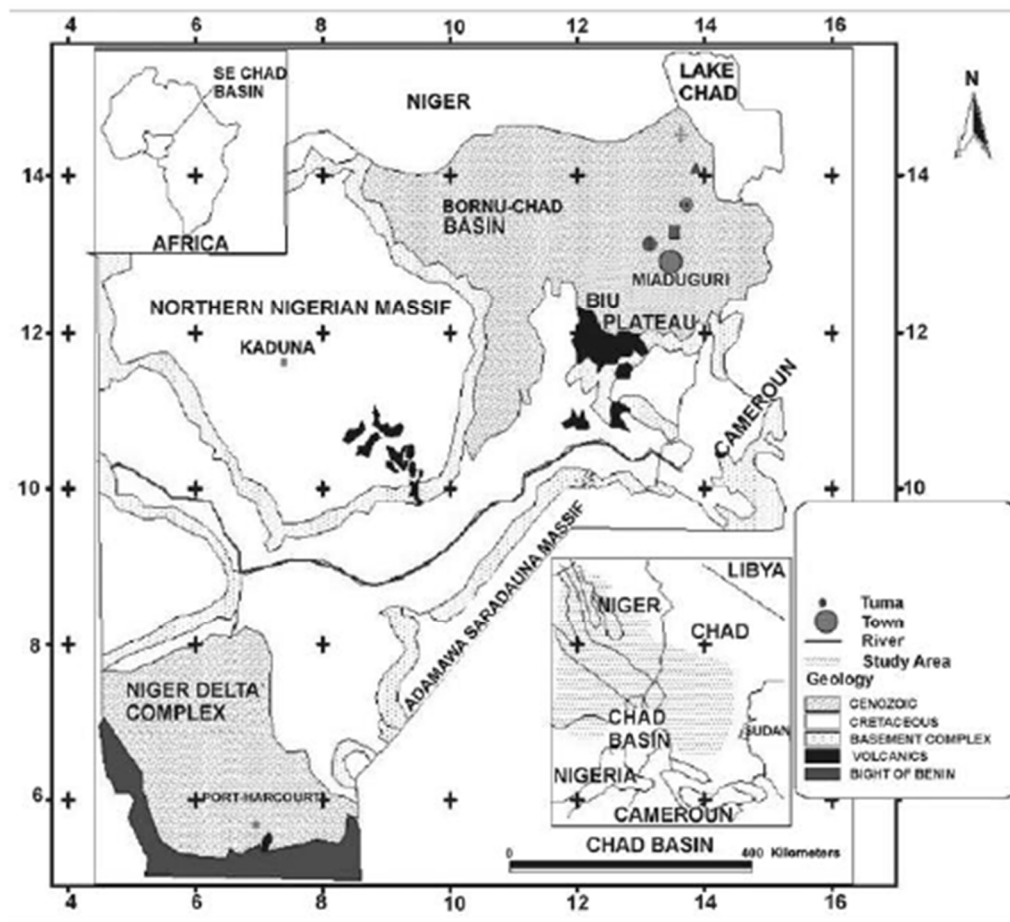 4 6 8 10 12 14 16
SE CHAD
BASIN
AFRICA
NIGER
LAKE
CHAD
N
14
14
BORNU-CHAD
BASIN
MIADUGURI
NORTHERN NIGERIAN MASSIF
KADUNA
BIU
PLATEAU
12
12
CAMEROUN
10
10
ADAMAWA SARADAUNA MASSIF
8
NIGER DELTA
COMPLEX
6
PORT-HARCOURT
LIBYA
NIGER
CHAD
CHAD
BASIN
SUDAN
NIGERIA
CAMEROUN
CHAD BASIN
0 400 Kilometers
Tuma
Town
River
Study Area
Geology
CENOZOIC
CRETACEOUS
BASEMENT COMPLEX
VOLCANICS
BIGHT OF BENIN
4 6 8 10 12 14 16